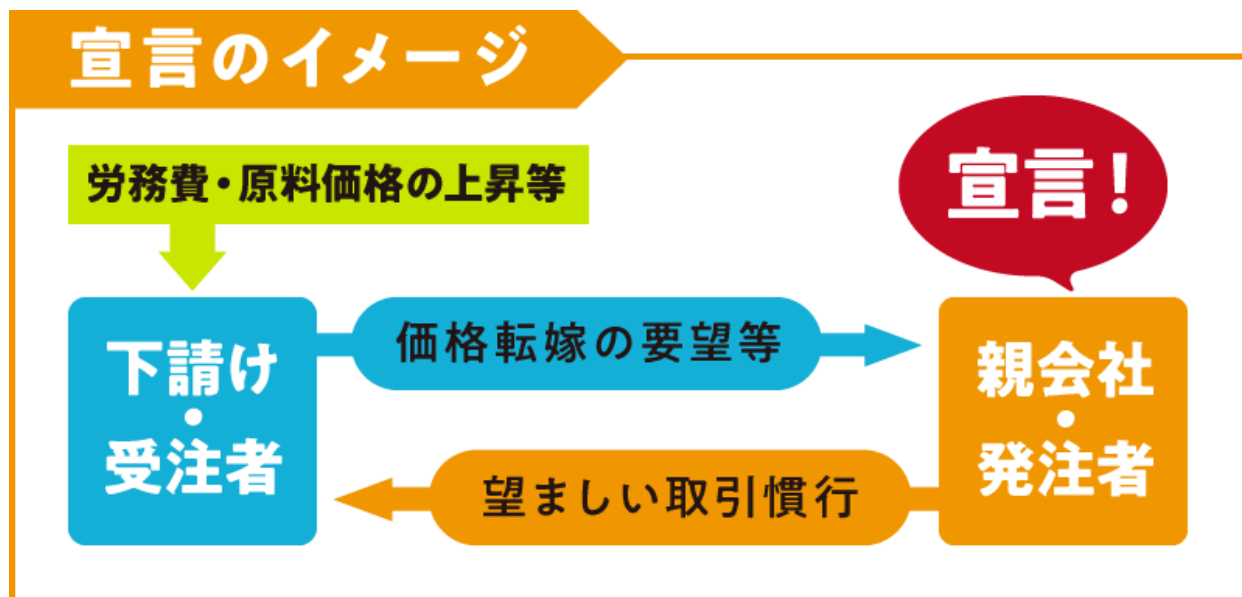 宣言のイメージ
労務費・原料価格の上昇等
宣言！
下請け
・
受注者
価格転嫁の要望等
親会社
・
発注者
望ましい取引慣行